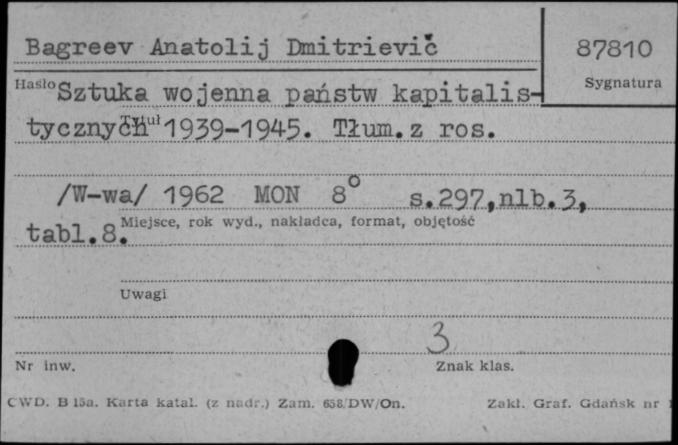 Bagreev Anatolij Dmitrievič 87810
Hasło Sygnatura
Sztuka wojenna państw kapitalis-
Tytuł
tycznych 1939-1945. Tłum. z ros.
/W-wa/ 1962 MON 8° s.297,nlb.3,
Miejsce, rok wyd., nakładca, format, objętość
tabl.8.
Uwagi
3
Nr inw. Znak klas.
CWD. B 15a. Karta katal. (z nadr.) Zam. 658/DW/On. Zakł. Graf. Gdańsk nr